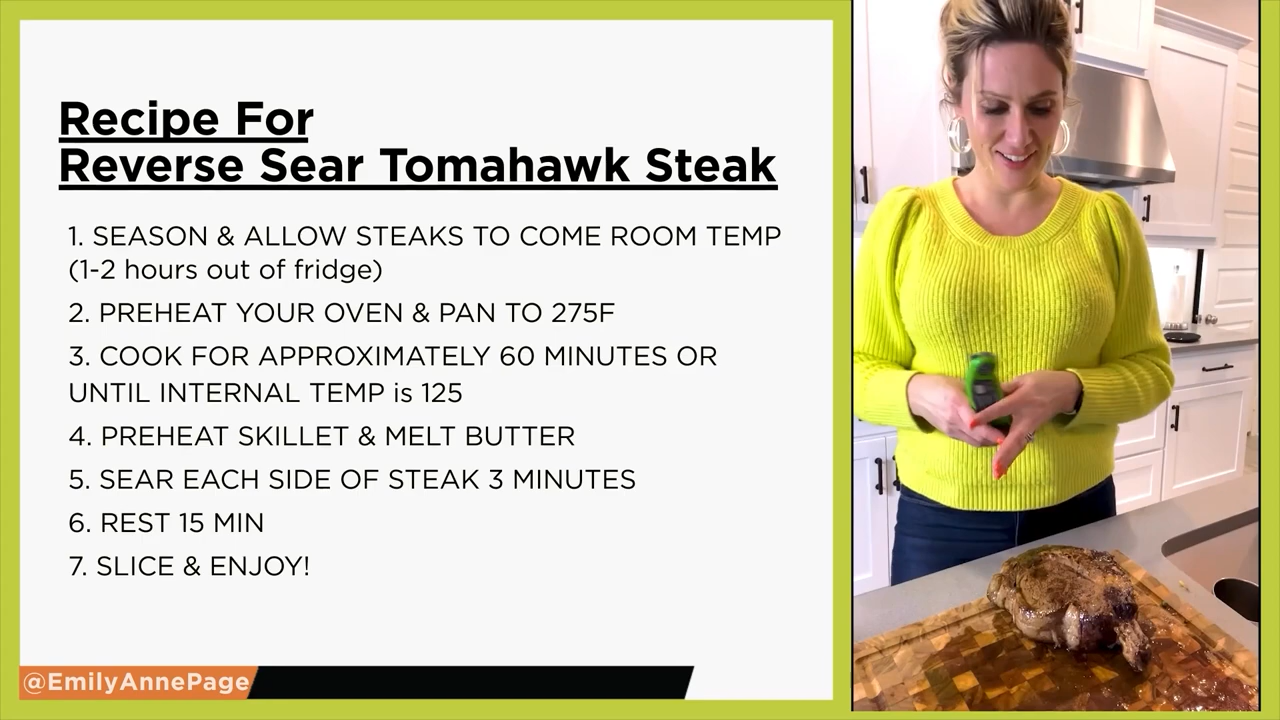 Recipe For
Reverse Sear Tomahawk Steak
1. SEASON & ALLOW STEAKS TO COME ROOM TEMP
(1-2 hours out of fridge)
2. PREHEAT YOUR OVEN & PAN TO 275F
3. COOK FOR APPROXIMATELY 60 MINUTES OR
UNTIL INTERNAL TEMP is 125
4. PREHEAT SKILLET & MELT BUTTER
5. SEAR EACH SIDE OF STEAK 3 MINUTES
6. REST 15 MIN
7. SLICE & ENJOY!
@EmilyAnnePage